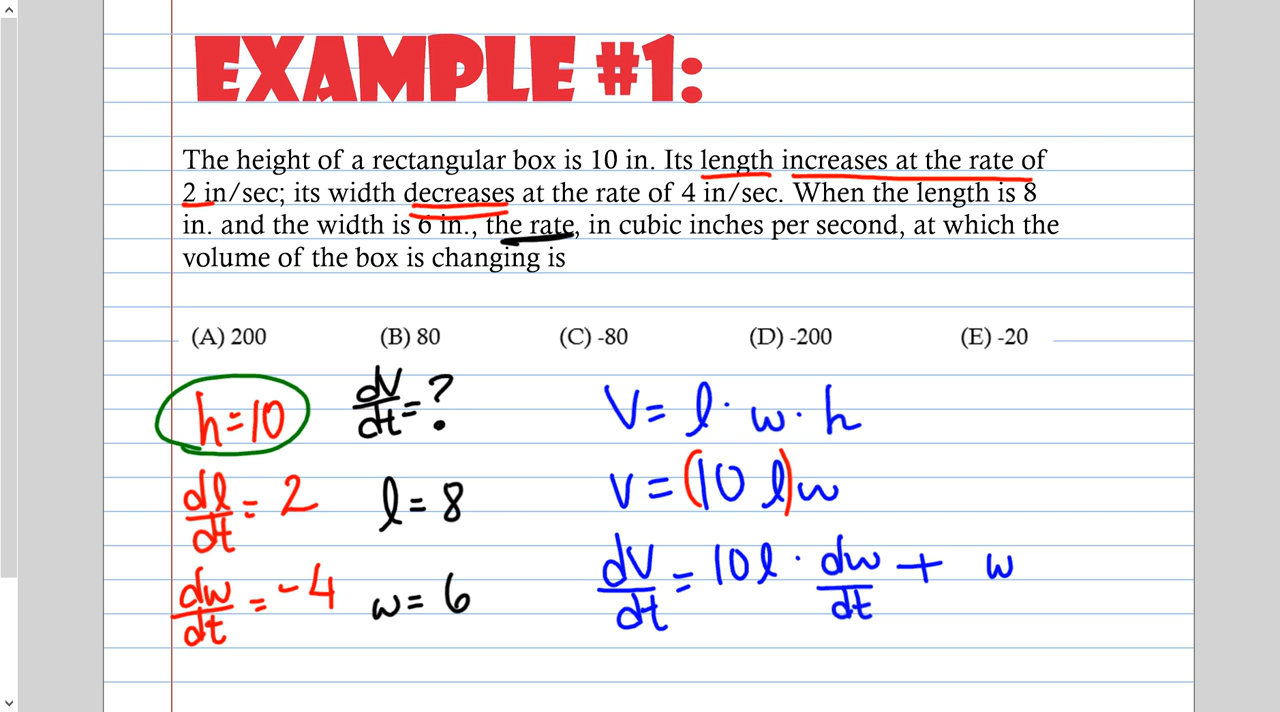 EXAMPLE #1:
The height of a rectangular box is 10 in. Its length increases at the rate of
2 in/sec; its width decreases at the rate of 4 in/sec. When the length is 8
in. and the width is 6 in., the rate, in cubic inches per second, at which the
volume of the box is changing is
(A) 200 (B) 80 (C) -80 (D) -200 (E) -20
h=10 dV/dt=? V= l · w · h
dl/dt = 2 l = 8 V = (10 l)w
dw/dt = -4 w = 6 dV/dt = 10l · dw/dt + w